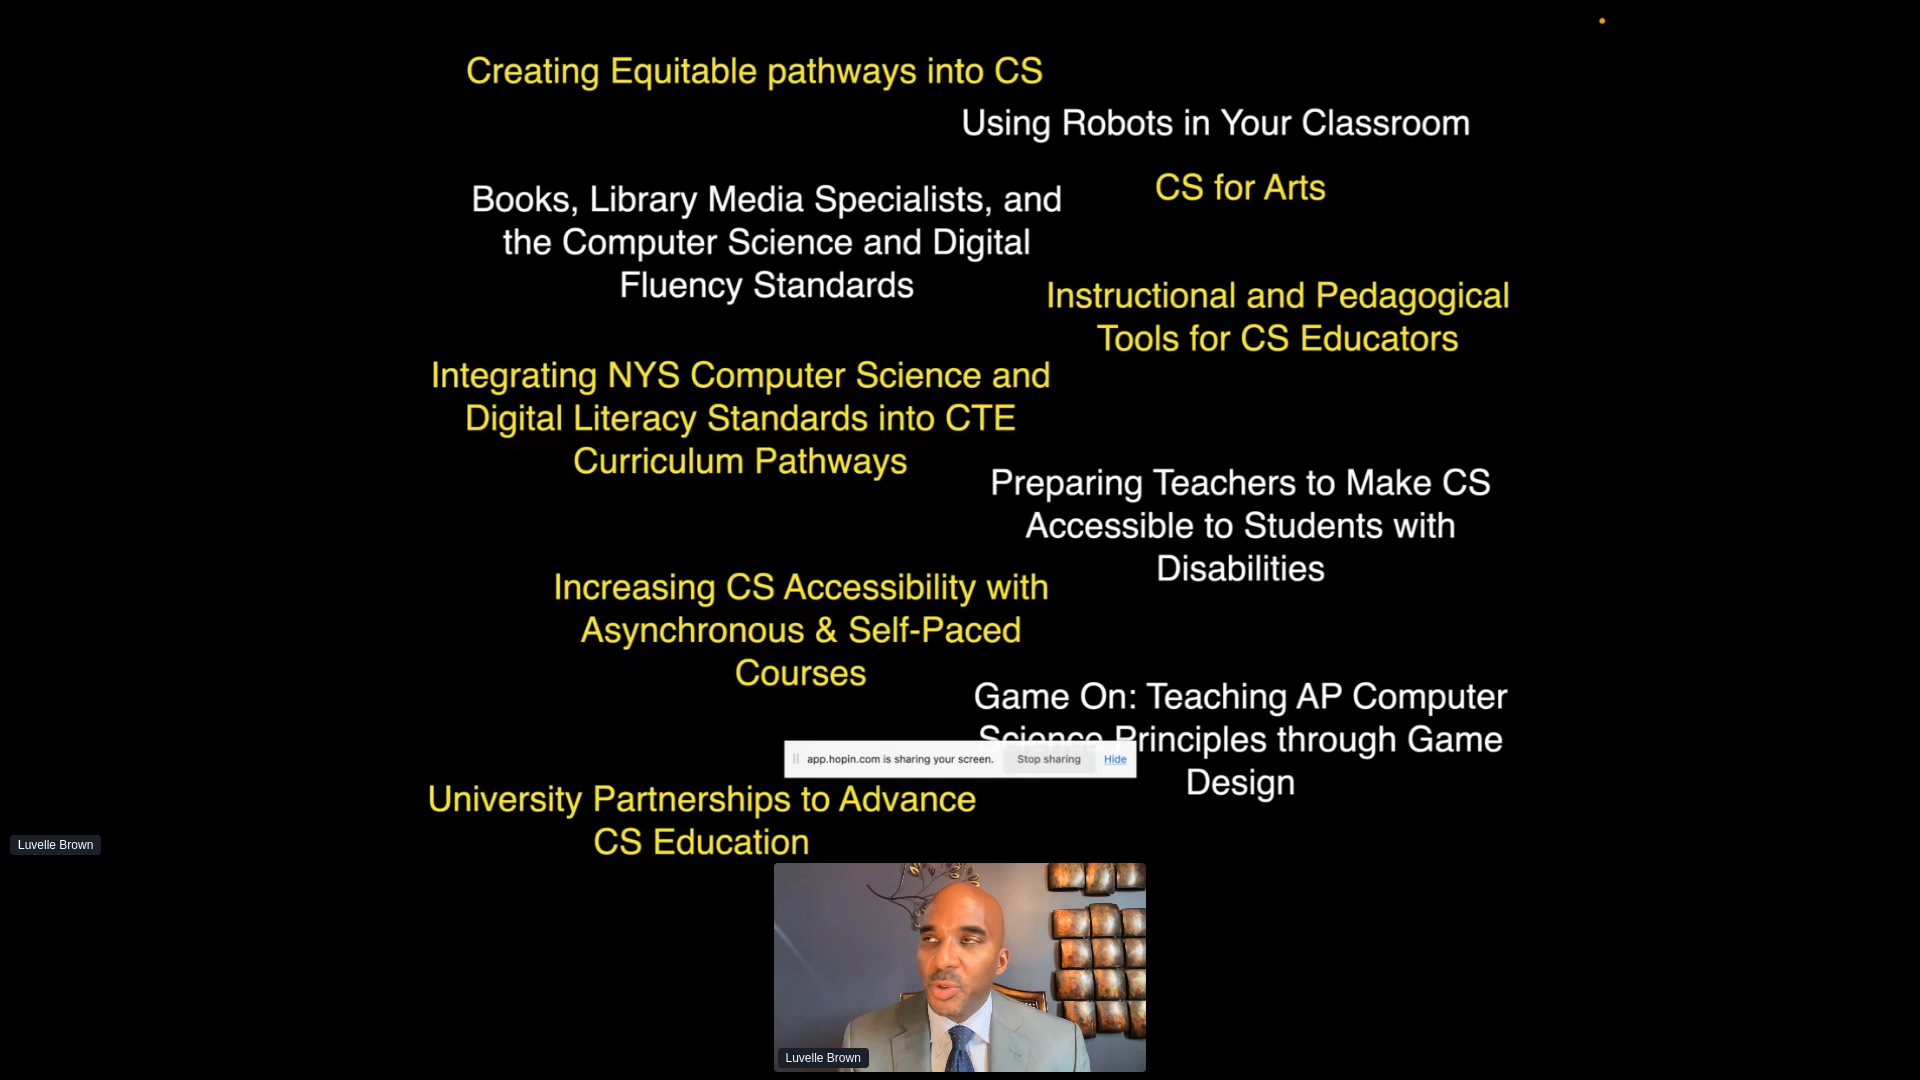 Creating Equitable pathways into CS
Using Robots in Your Classroom
CS for Arts
Books, Library Media Specialists, and
the Computer Science and Digital
Fluency Standards
Instructional and Pedagogical
Tools for CS Educators
Integrating NYS Computer Science and
Digital Literacy Standards into CTE
Curriculum Pathways
Preparing Teachers to Make CS
Accessible to Students with
Disabilities
Increasing CS Accessibility with
Asynchronous & Self-Paced
Courses
Game On: Teaching AP Computer
Science Principles through Game
Design
app.hopin.com is sharing your screen. Stop sharing Hide
University Partnerships to Advance
CS Education
Luvelle Brown
Luvelle Brown